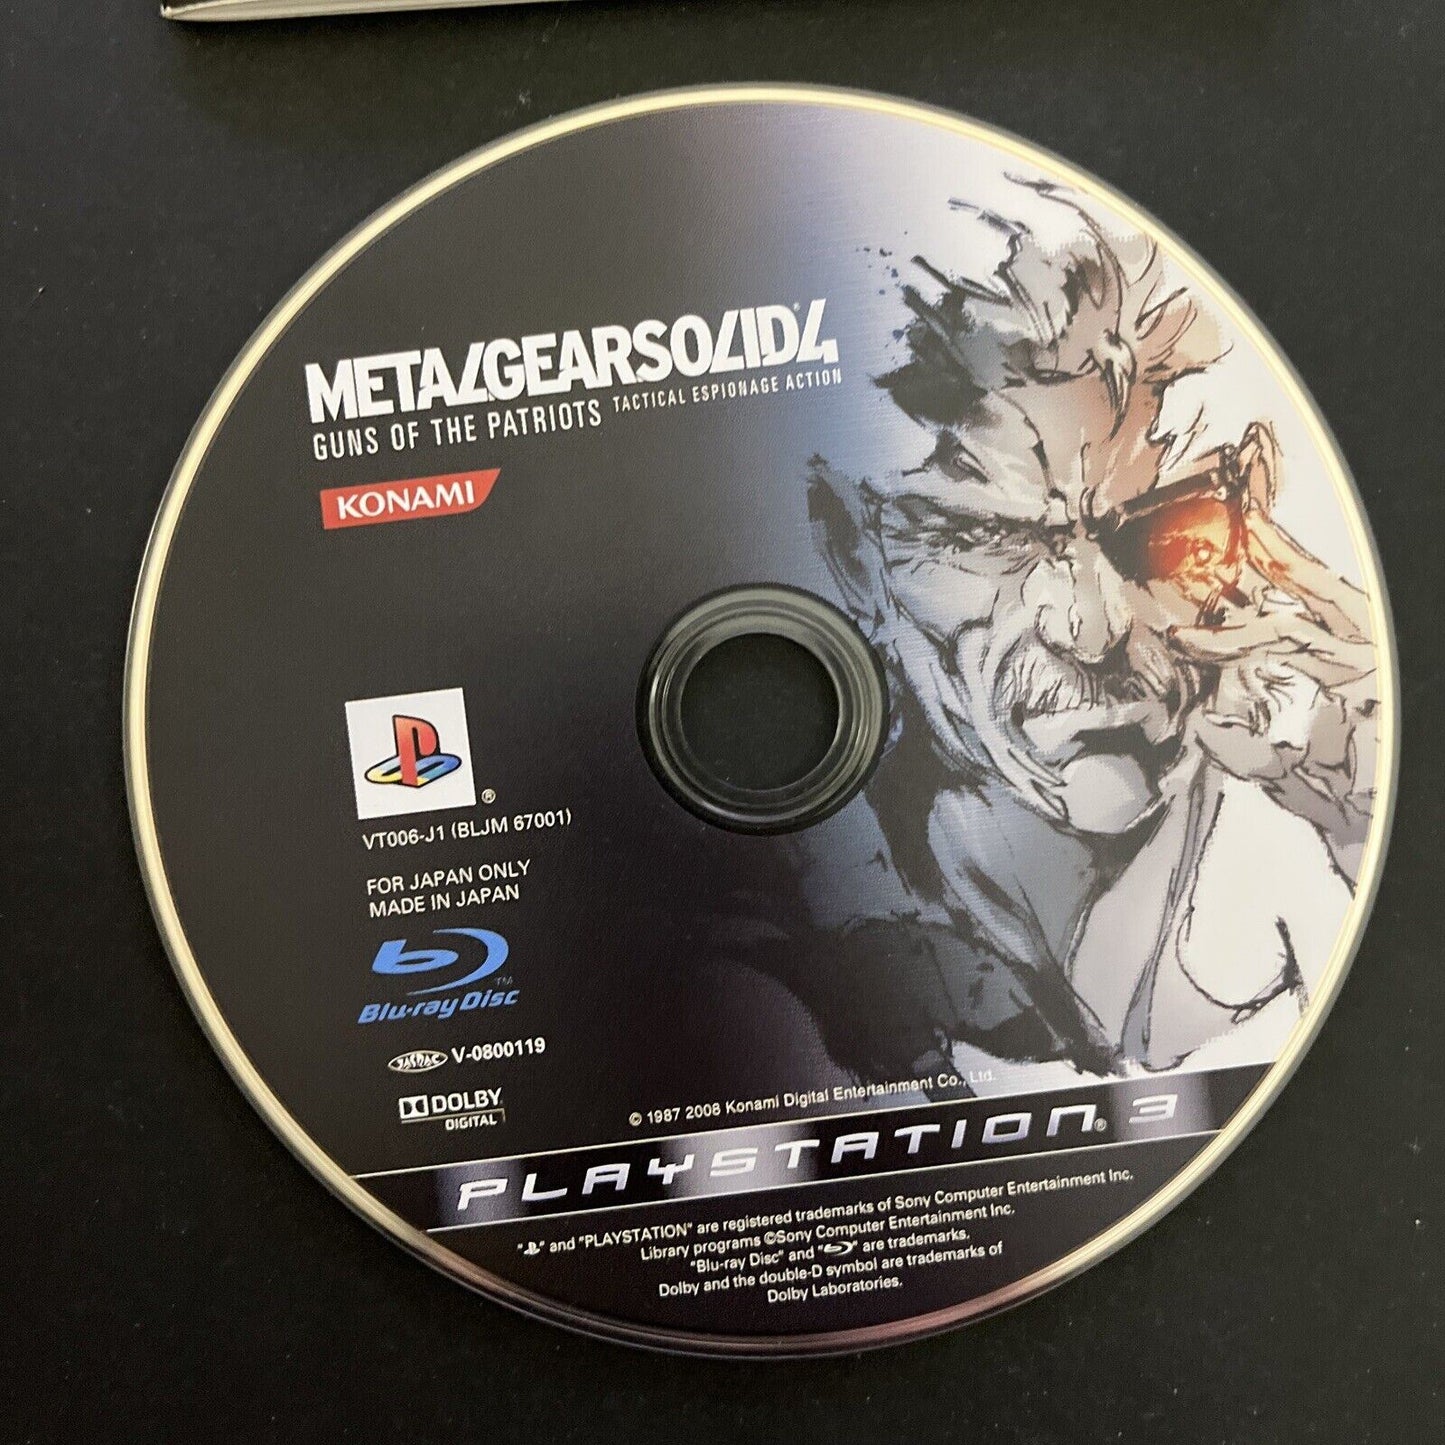 METAL GEAR SOLID 4
GUNS OF THE PATRIOTS TACTICAL ESPIONAGE ACTION
KONAMI
®
VT006-J1 (BLJM 67001)
FOR JAPAN ONLY
MADE IN JAPAN
Blu-ray Disc™
JASRAC V-0800119
DOLBY
DIGITAL
© 1987 2008 Konami Digital Entertainment Co., Ltd.
PLAYSTATION®3
" " and "PLAYSTATION" are registered trademarks of Sony Computer Entertainment Inc.
Library programs ©Sony Computer Entertainment Inc.
"Blu-ray Disc" and " " are trademarks.
Dolby and the double-D symbol are trademarks of
Dolby Laboratories.